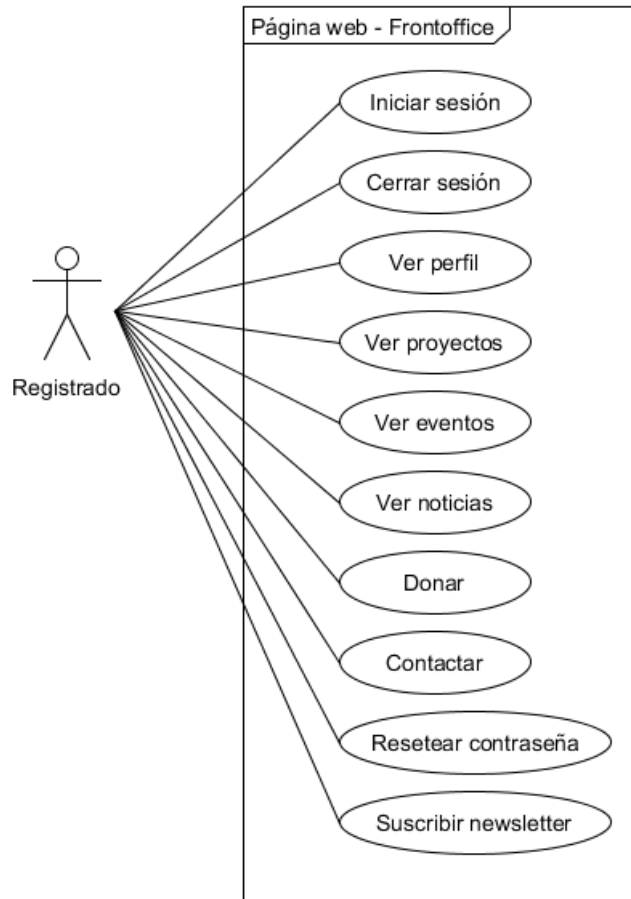 Página web - Frontoffice
Iniciar sesión
Cerrar sesión
Ver perfil
Ver proyectos
Registrado
Ver eventos
Ver noticias
Donar
Contactar
Resetear contraseña
Suscribir newsletter